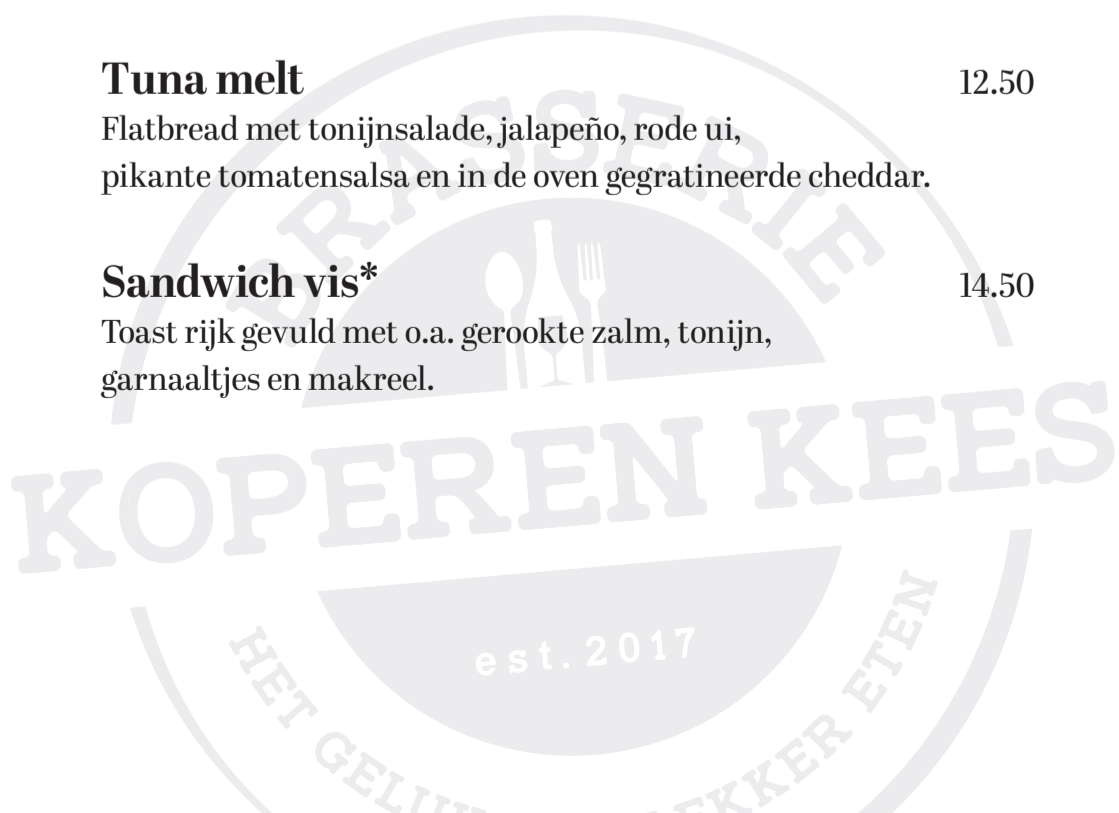 Tuna melt 12.50
Flatbread met tonijnsalade, jalapeño, rode ui,
pikante tomatensalsa en in de oven gegratineerde cheddar.
Sandwich vis* 14.50
Toast rijk gevuld met o.a. gerookte zalm, tonijn,
garnaaltjes en makreel.
BRASSERIE
KOPEREN KEES
est. 2017
HET ETEN